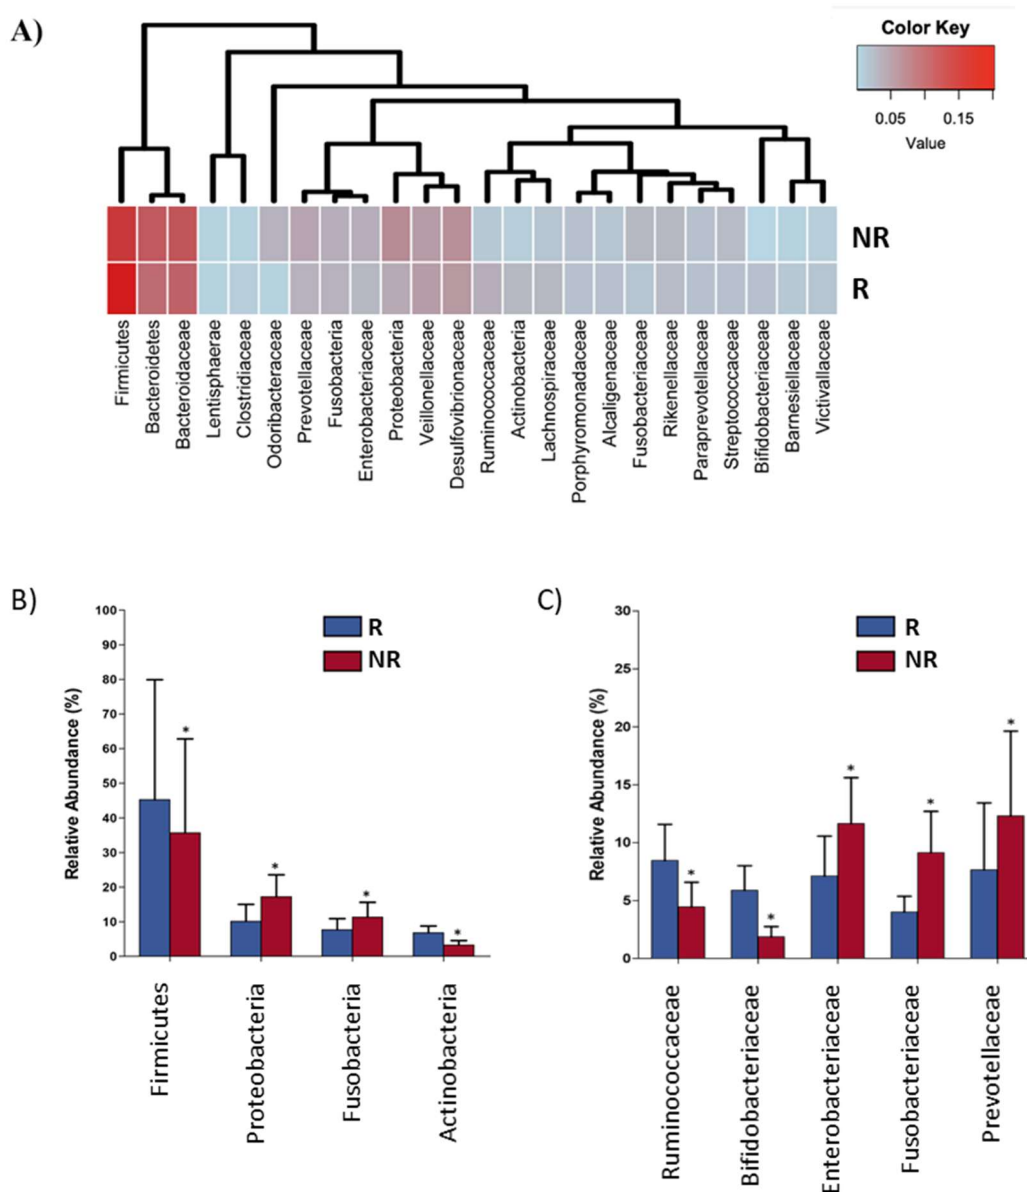 A)
Color Key
0.05 0.15
Value
NR
R
Firmicutes
Bacteroidetes
Bacteroidaceae
Lentisphaerae
Clostridiaceae
Odoribacteraceae
Prevotellaceae
Fusobacteria
Enterobacteriaceae
Proteobacteria
Veillonellaceae
Desulfovibrionaceae
Ruminococcaceae
Actinobacteria
Lachnospiraceae
Porphyromonadaceae
Alcaligenaceae
Fusobacteriaceae
Rikenellaceae
Paraprevotellaceae
Streptococcaceae
Bifidobacteriaceae
Barnesiellaceae
Victivallaceae
B)
Relative Abundance (%)
100
90
80
70
60
50
40
30
20
10
0
R
NR
*
*
*
*
Firmicutes
Proteobacteria
Fusobacteria
Actinobacteria
C)
Relative Abundance (%)
30
25
20
15
10
5
0
R
NR
*
*
*
*
*
Ruminococcaceae
Bifidobacteriaceae
Enterobacteriaceae
Fusobacteriaceae
Prevotellaceae